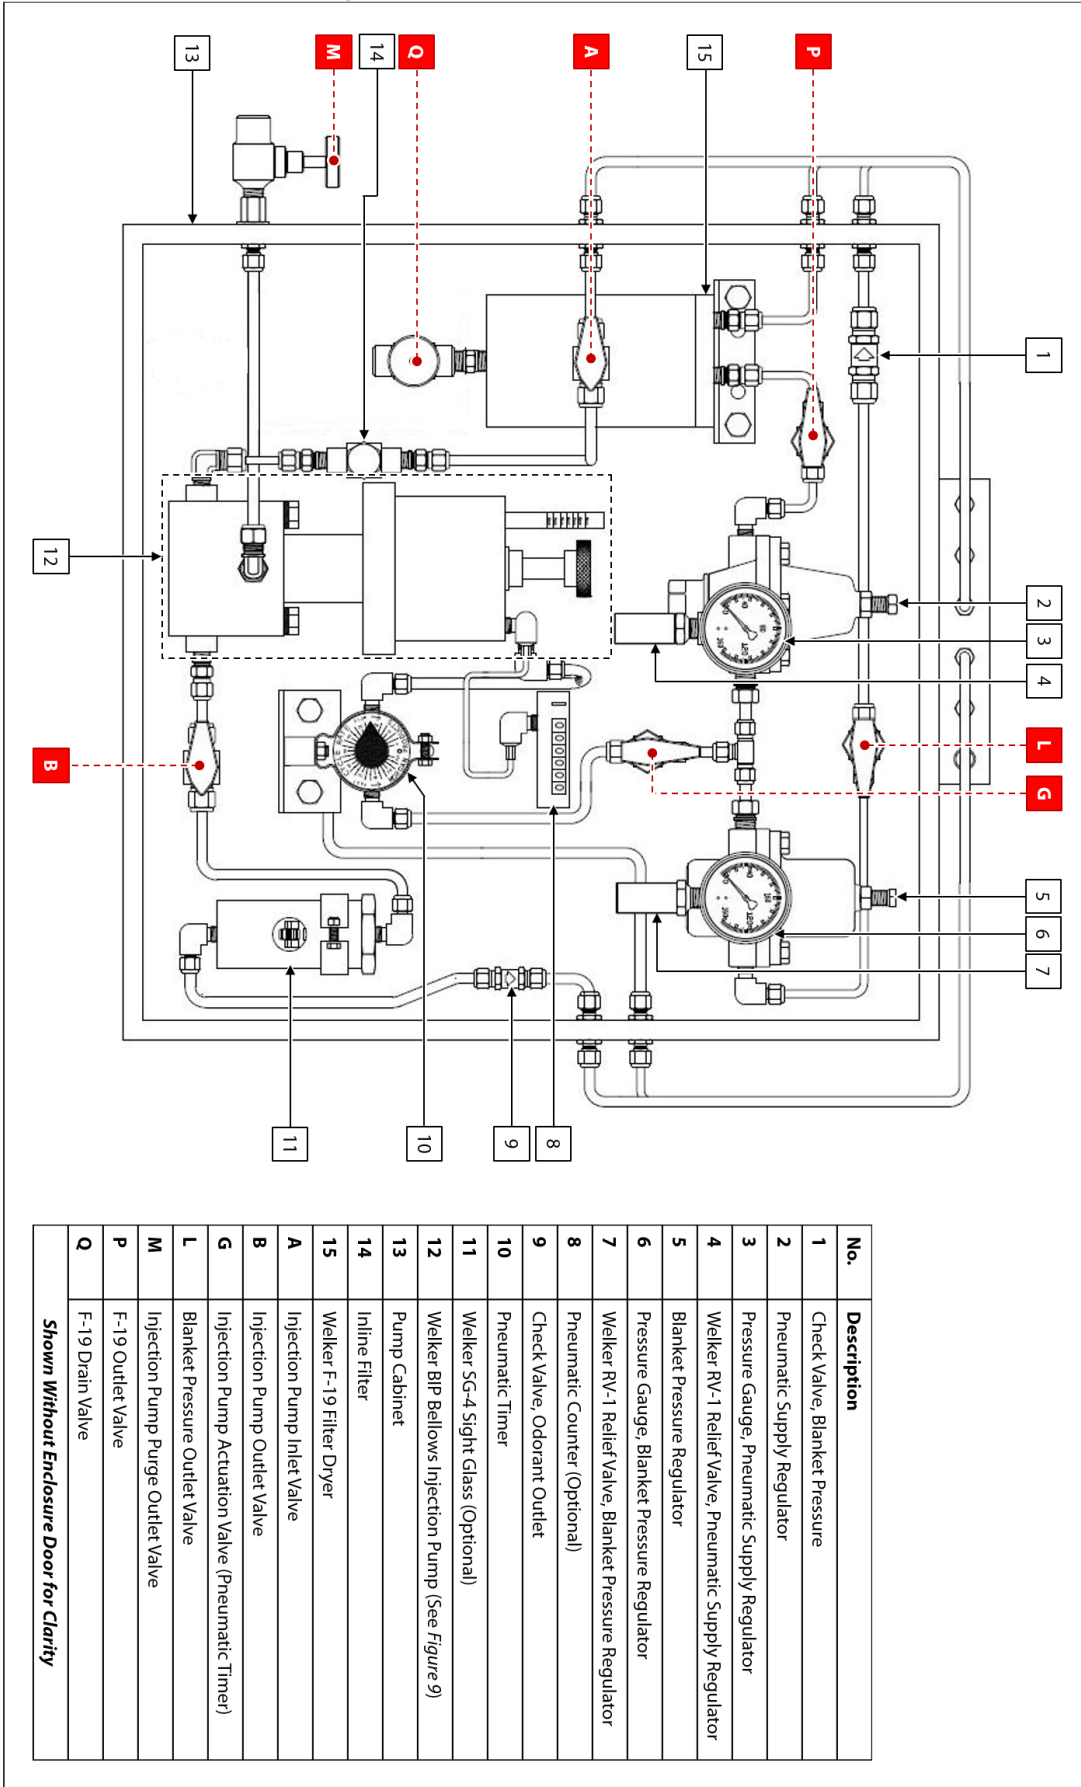 1
2
3
4
L
G
5
6
7
P
15
A
Q
14
M
13
8
9
10
11
12
B
No. Description
1 Check Valve, Blanket Pressure
2 Pneumatic Supply Regulator
3 Pressure Gauge, Pneumatic Supply Regulator
4 Welker RV-1 Relief Valve, Pneumatic Supply Regulator
5 Blanket Pressure Regulator
6 Pressure Gauge, Blanket Pressure Regulator
7 Welker RV-1 Relief Valve, Blanket Pressure Regulator
8 Pneumatic Counter (Optional)
9 Check Valve, Odorant Outlet
10 Pneumatic Timer
11 Welker SG-4 Sight Glass (Optional)
12 Welker BIP Bellows Injection Pump (See Figure 9)
13 Pump Cabinet
14 Inline Filter
15 Welker F-19 Filter Dryer
A Injection Pump Inlet Valve
B Injection Pump Outlet Valve
G Injection Pump Actuation Valve (Pneumatic Timer)
L Blanket Pressure Outlet Valve
M Injection Pump Purge Outlet Valve
P F-19 Outlet Valve
Q F-19 Drain Valve
Shown Without Enclosure Door for Clarity